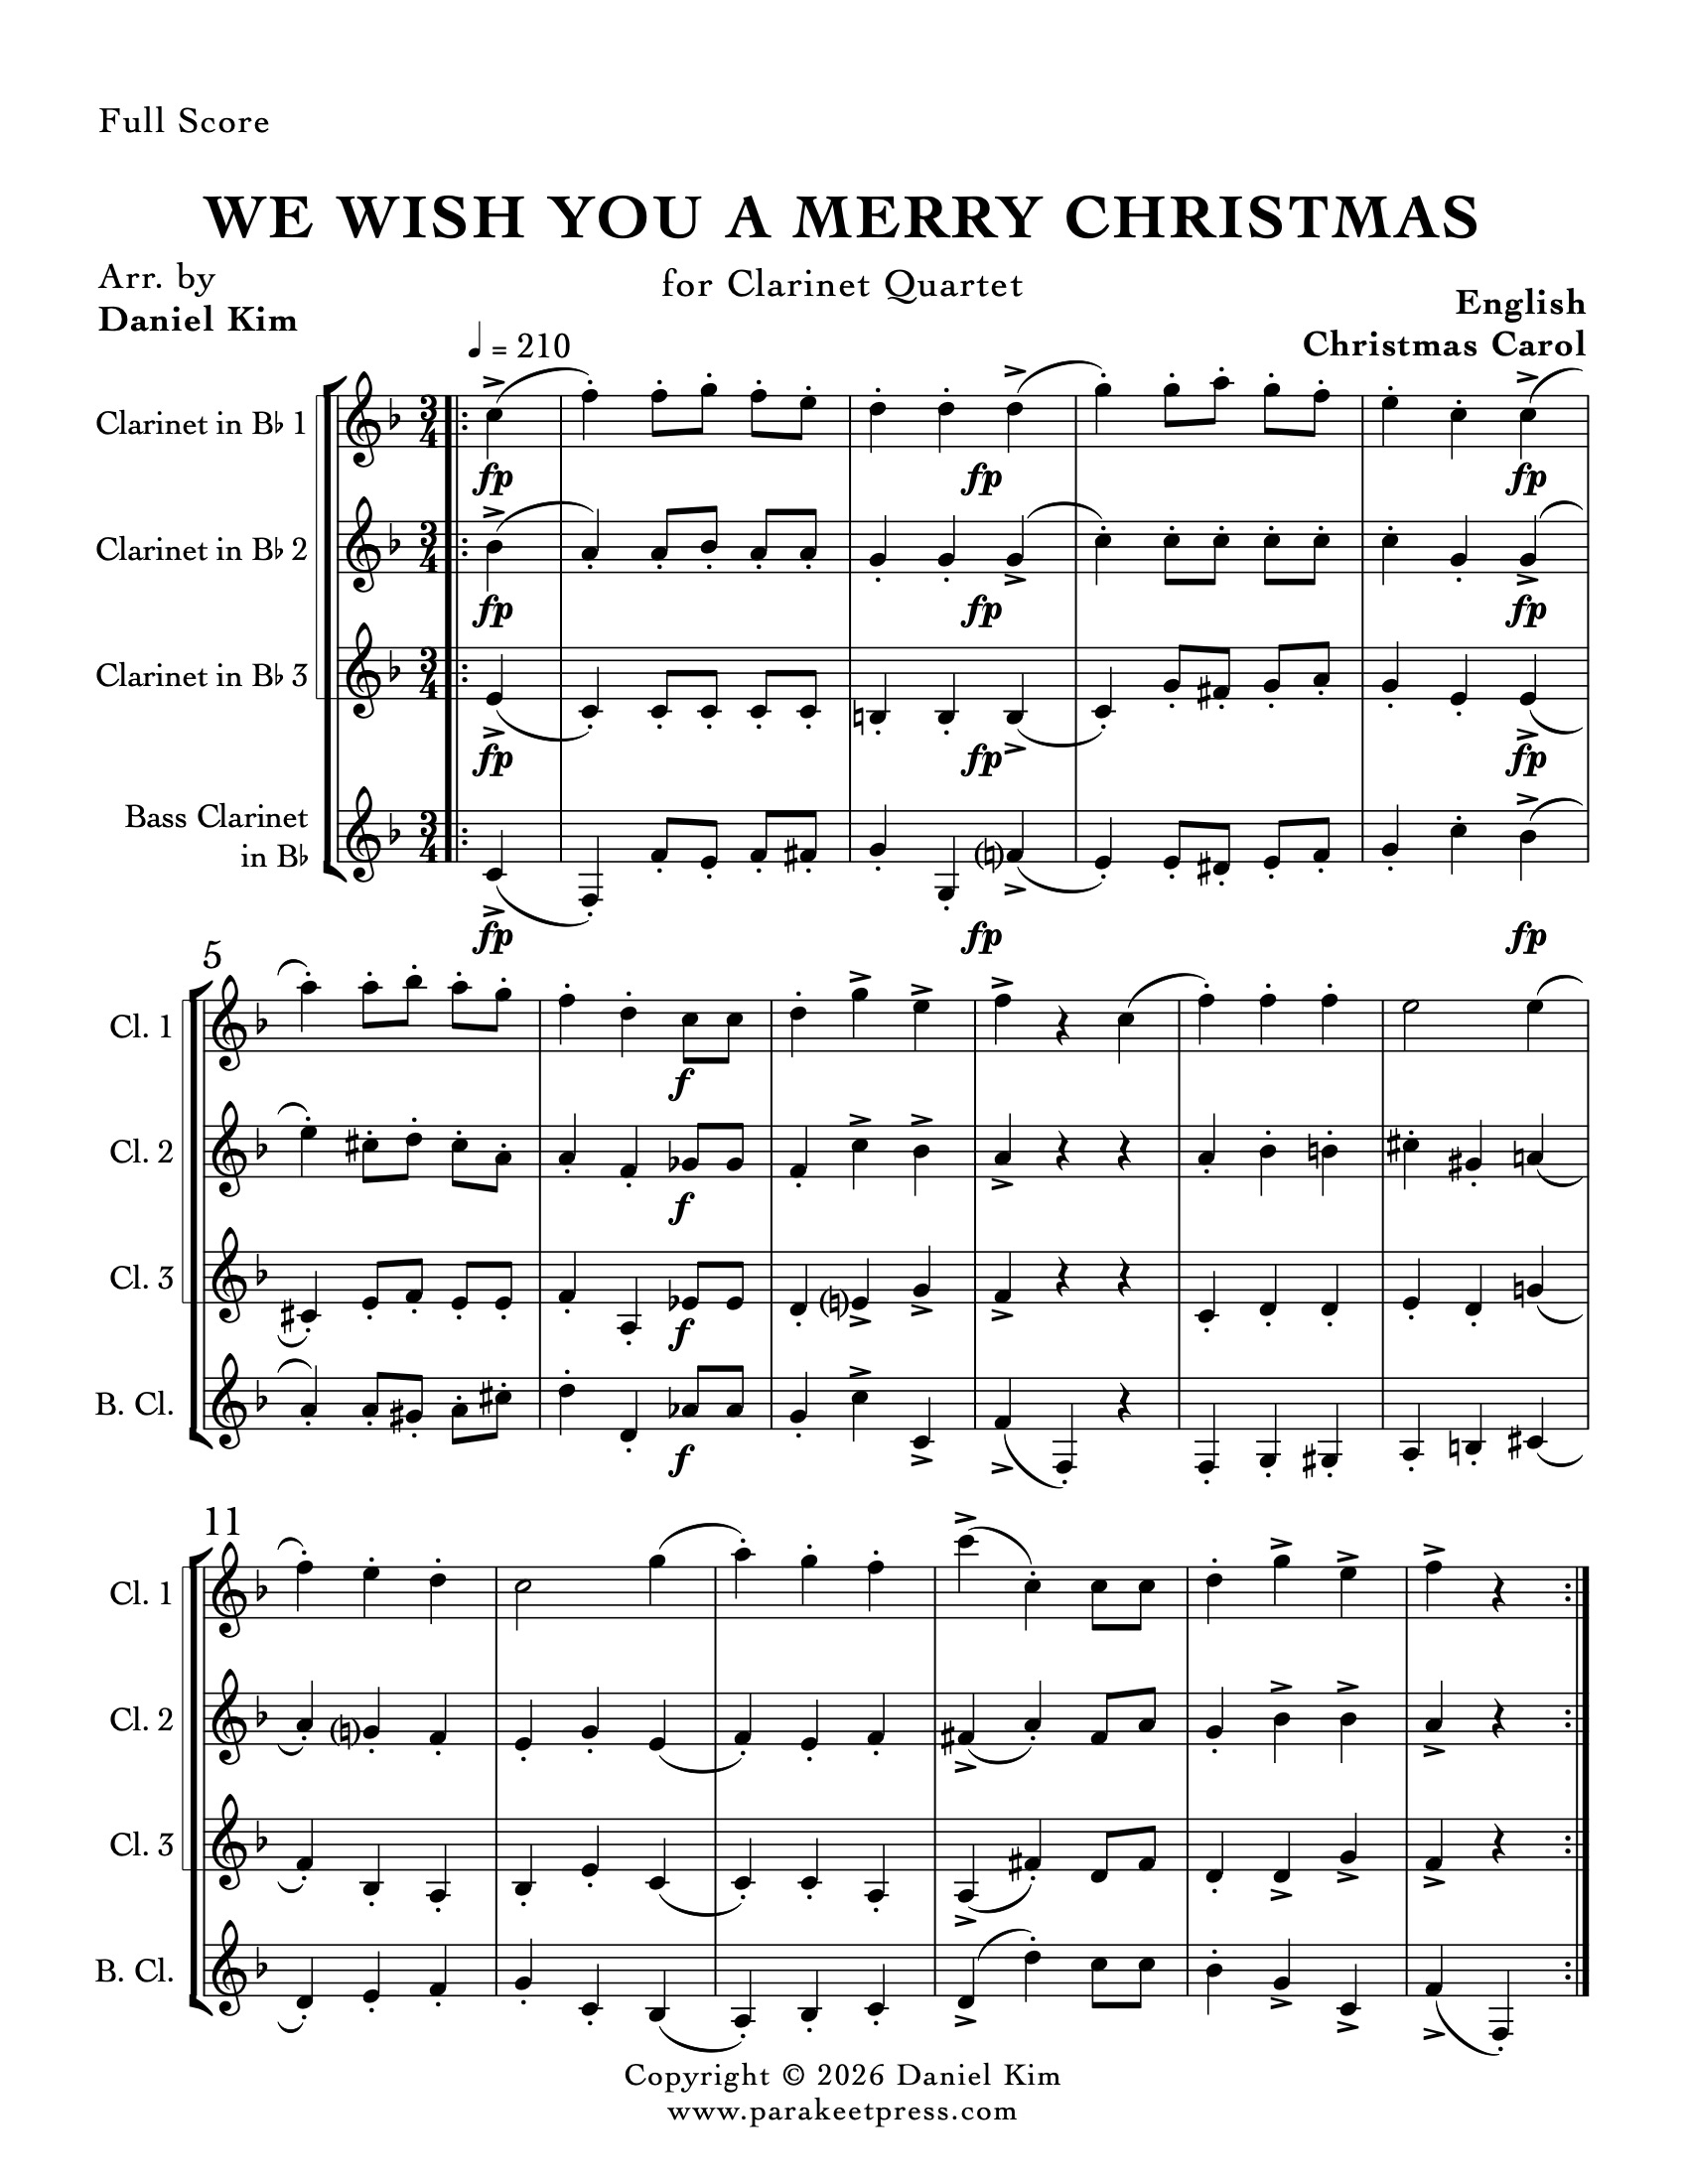 Full Score
WE WISH YOU A MERRY CHRISTMAS
for Clarinet Quartet
Arr. by
Daniel Kim
English
Christmas Carol
♩ = 210
Clarinet in B♭ 1
fp fp fp
Clarinet in B♭ 2
fp fp fp
Clarinet in B♭ 3
fp fp fp
Bass Clarinet
in B♭
fp fp fp
5
Cl. 1
f
Cl. 2
f
Cl. 3
f
B. Cl.
f
11
Cl. 1
Cl. 2
Cl. 3
B. Cl.
Copyright © 2026 Daniel Kim
www.parakeetpress.com